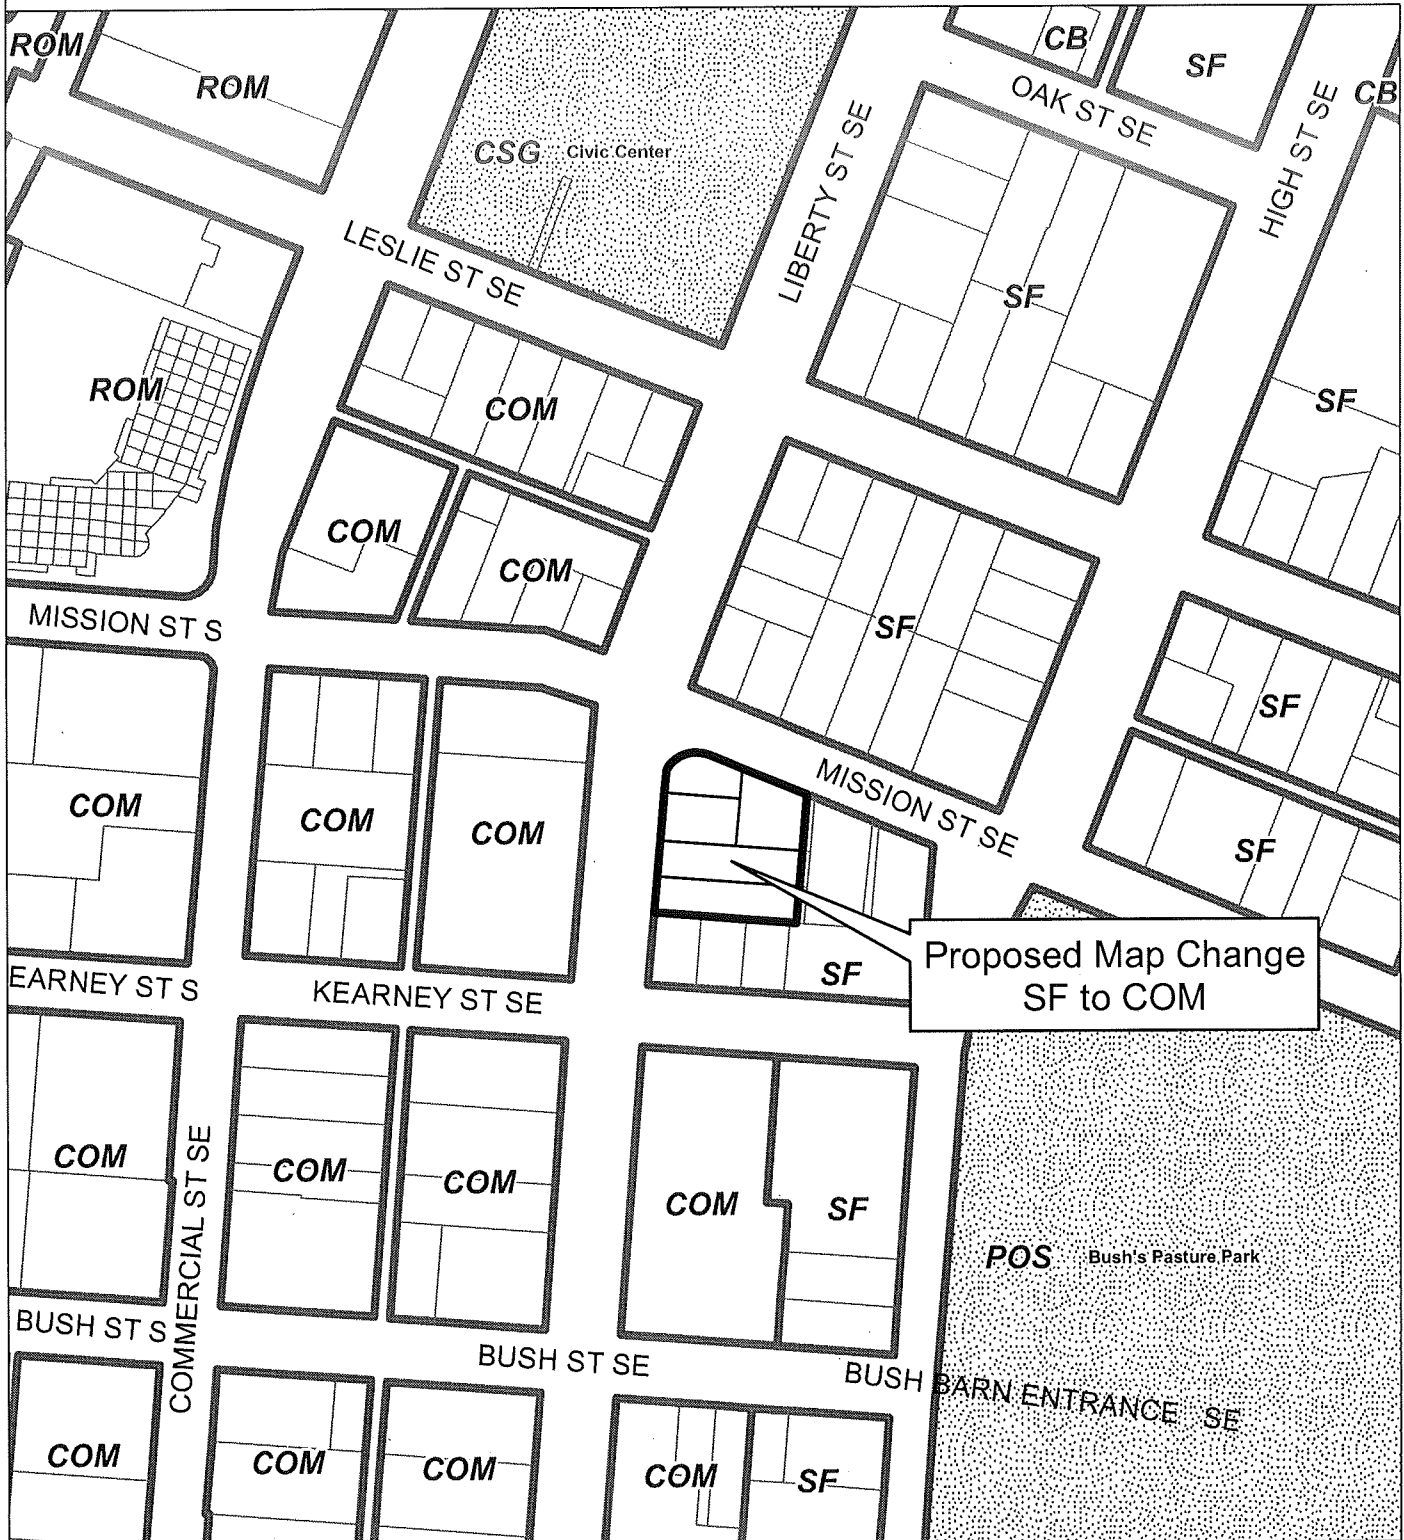 ROM
ROM
CB
SF
CB
OAK ST SE
HIGH ST SE
CSG Civic Center
LIBERTY ST SE
LESLIE ST SE
SF
ROM
COM
SF
COM
COM
MISSION ST S
SF
SF
COM
COM
COM
MISSION ST SE
SF
Proposed Map Change
SF to COM
SF
EARNEY ST S
KEARNEY ST SE
COM
COMMERCIAL ST SE
COM
COM
COM
SF
POS Bush's Pasture Park
BUSH ST S
BUSH ST SE
BUSH BARN ENTRANCE SE
COM
COM
COM
COM
SF